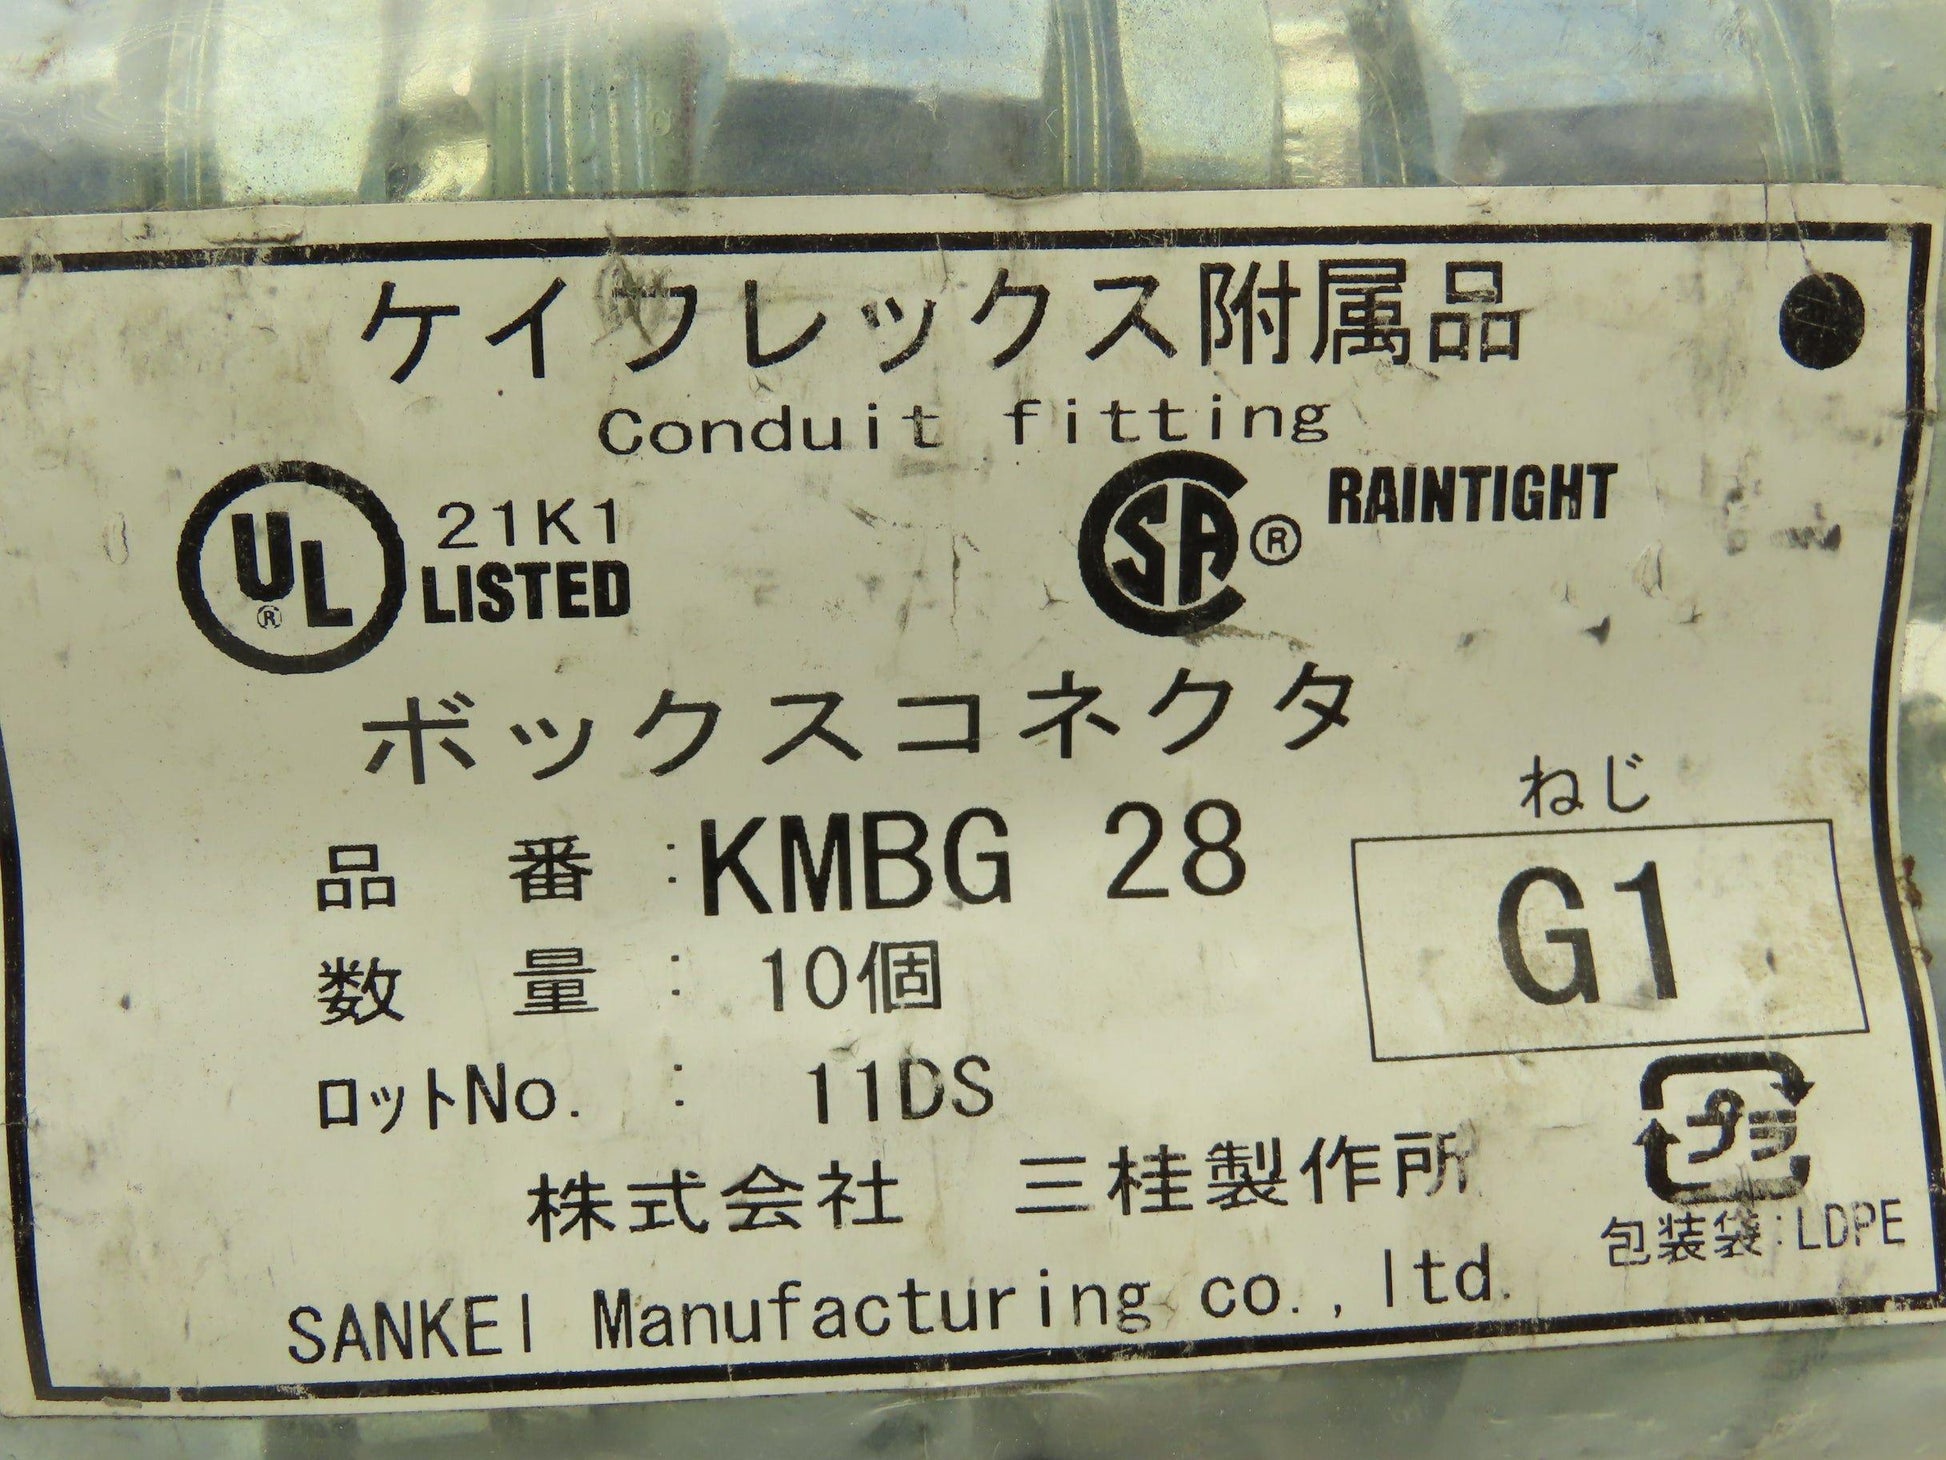 ケイフレックス附属品
Conduit fitting
UL® 21K1
LISTED
CSA® RAINTIGHT
ボックスコネクタ
ねじ
品番:KMBG 28
G1
数量: 10個
ロットNo. : 11DS
プラ
株式会社 三桂製作所
包装袋:LDPE
SANKEI Manufacturing co., ltd.